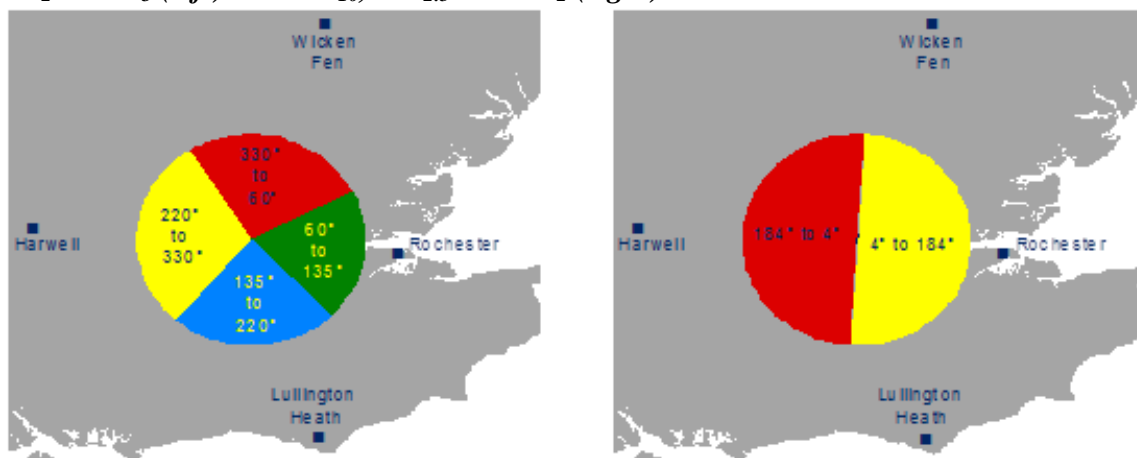 Wicken
Fen
330°
to
60°
220°
to
330°
60°
to
135°
135°
to
220°
Harwell
Rochester
Lullington
Heath
Wicken
Fen
184° to 4°
4° to 184°
Harwell
Rochester
Lullington
Heath